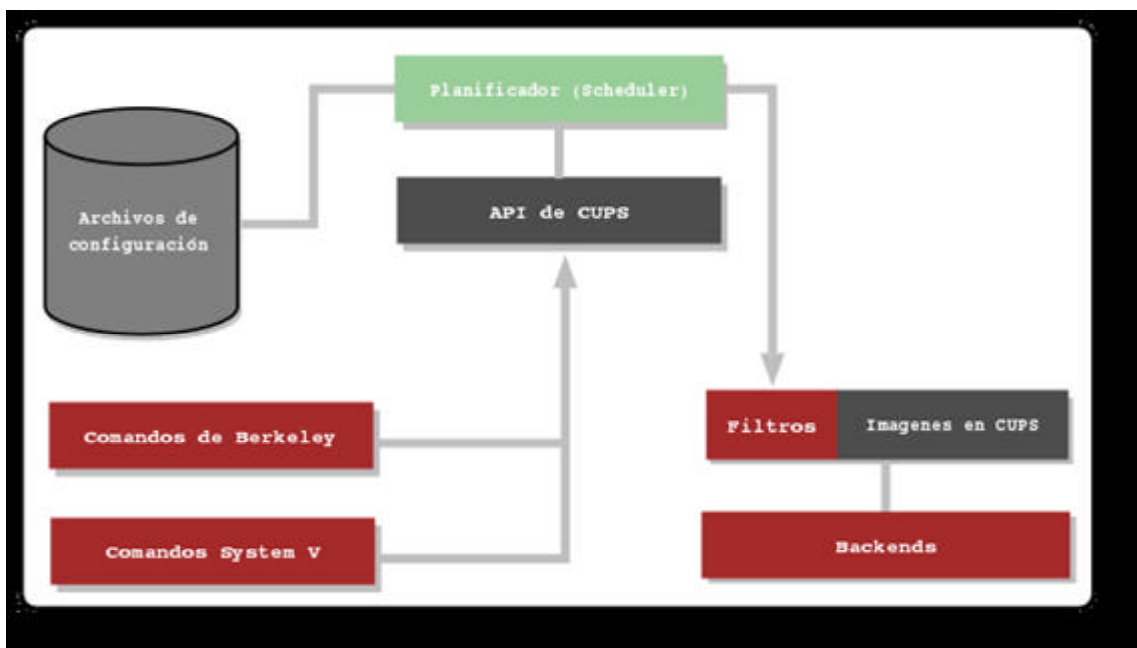 Planificador (Scheduler)
API de CUPS
Archivos de
configuración
Comandos de Berkeley
Comandos System V
Filtros
Imagenes en CUPS
Backends